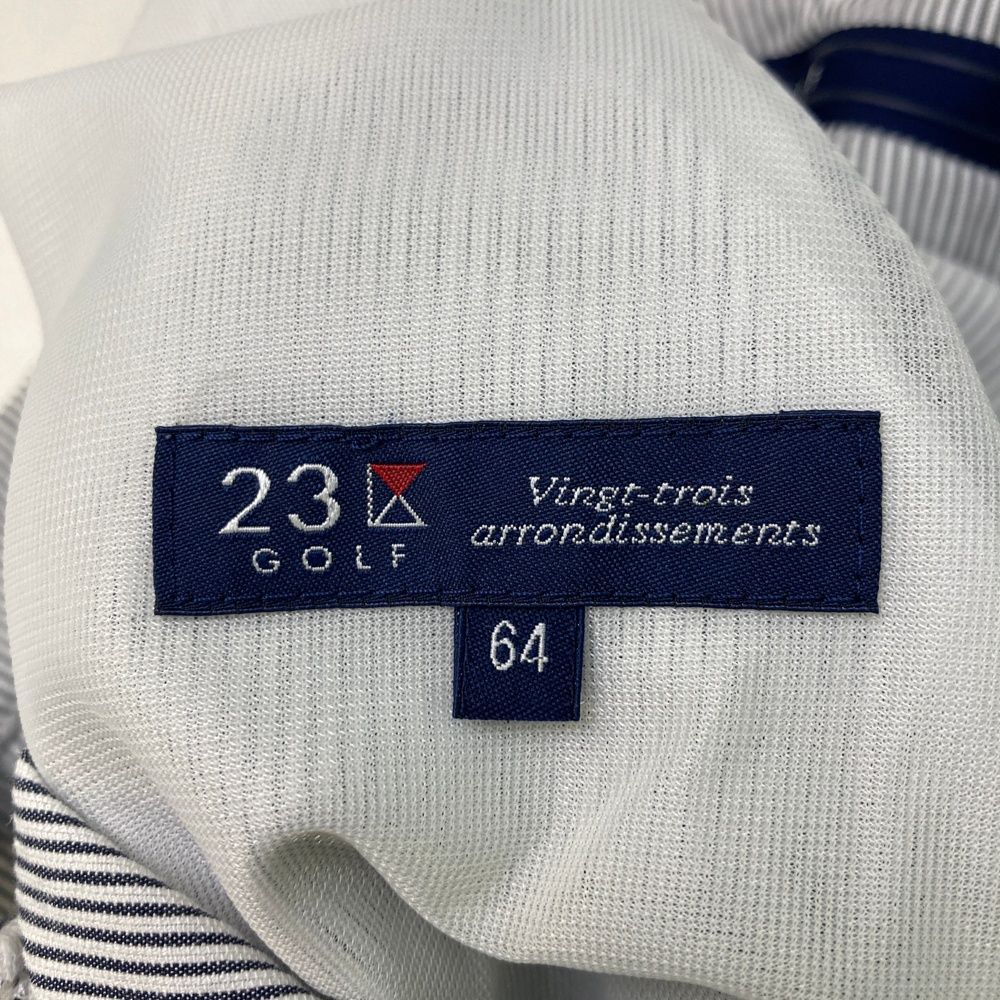 23
GOLF
Vingt-trois
arrondissements
64